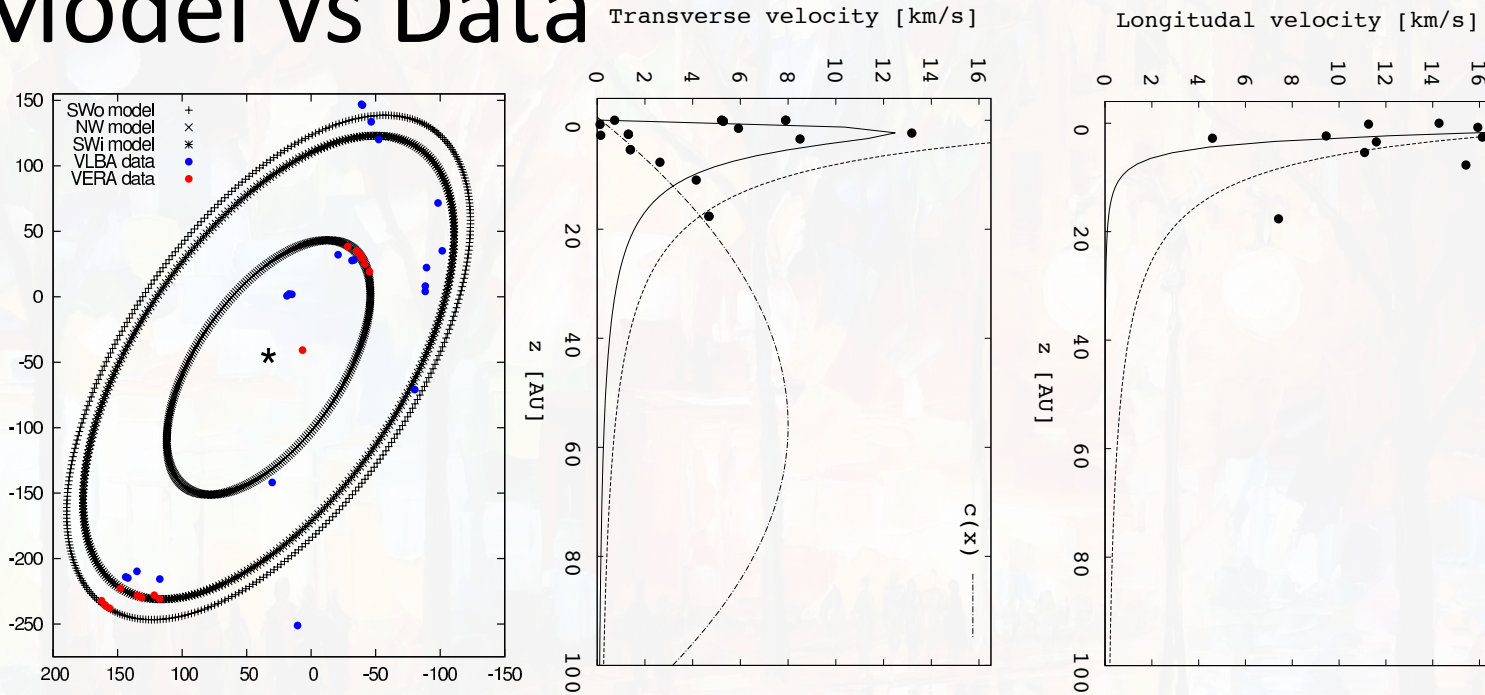 Model vs Data
SWo model
NW model
SWi model
VLBA data
VERA data
150
100
50
0
-50
-100
-150
-200
-250
200 150 100 50 0 -50 -100 -150
Transverse velocity [km/s]
0 2 4 6 8 10 12 14 16
0
20
40
60
80
100
z [AU]
c(x)
Longitudal velocity [km/s]
0 2 4 6 8 10 12 14
0
20
40
60
80
100
z [AU]